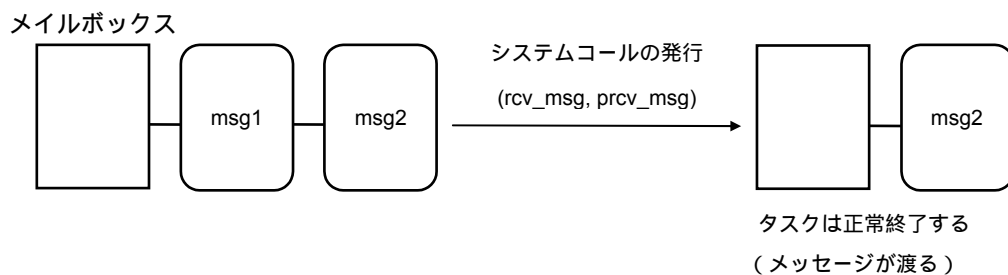 メイルボックス
msg1
msg2
システムコールの発行
(rcv_msg, prcv_msg)
msg2
タスクは正常終了する
（メッセージが渡る）